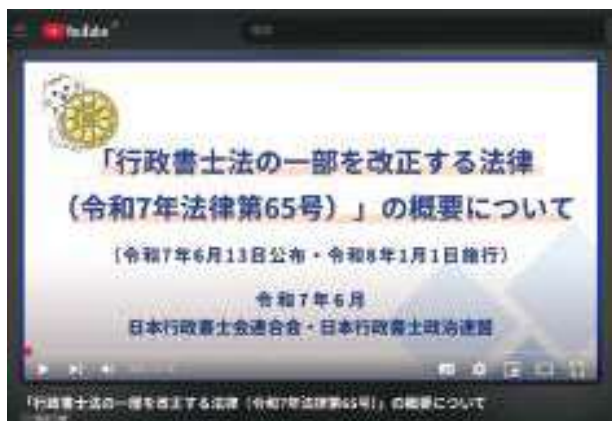 YouTube
「行政書士法の一部を改正する法律
（令和7年法律第65号）」の概要について
（令和7年6月13日公布・令和8年1月1日施行）
令和7年6月
日本行政書士会連合会・日本行政書士政治連盟
「行政書士法の一部を改正する法律（令和7年法律第65号）」の概要について